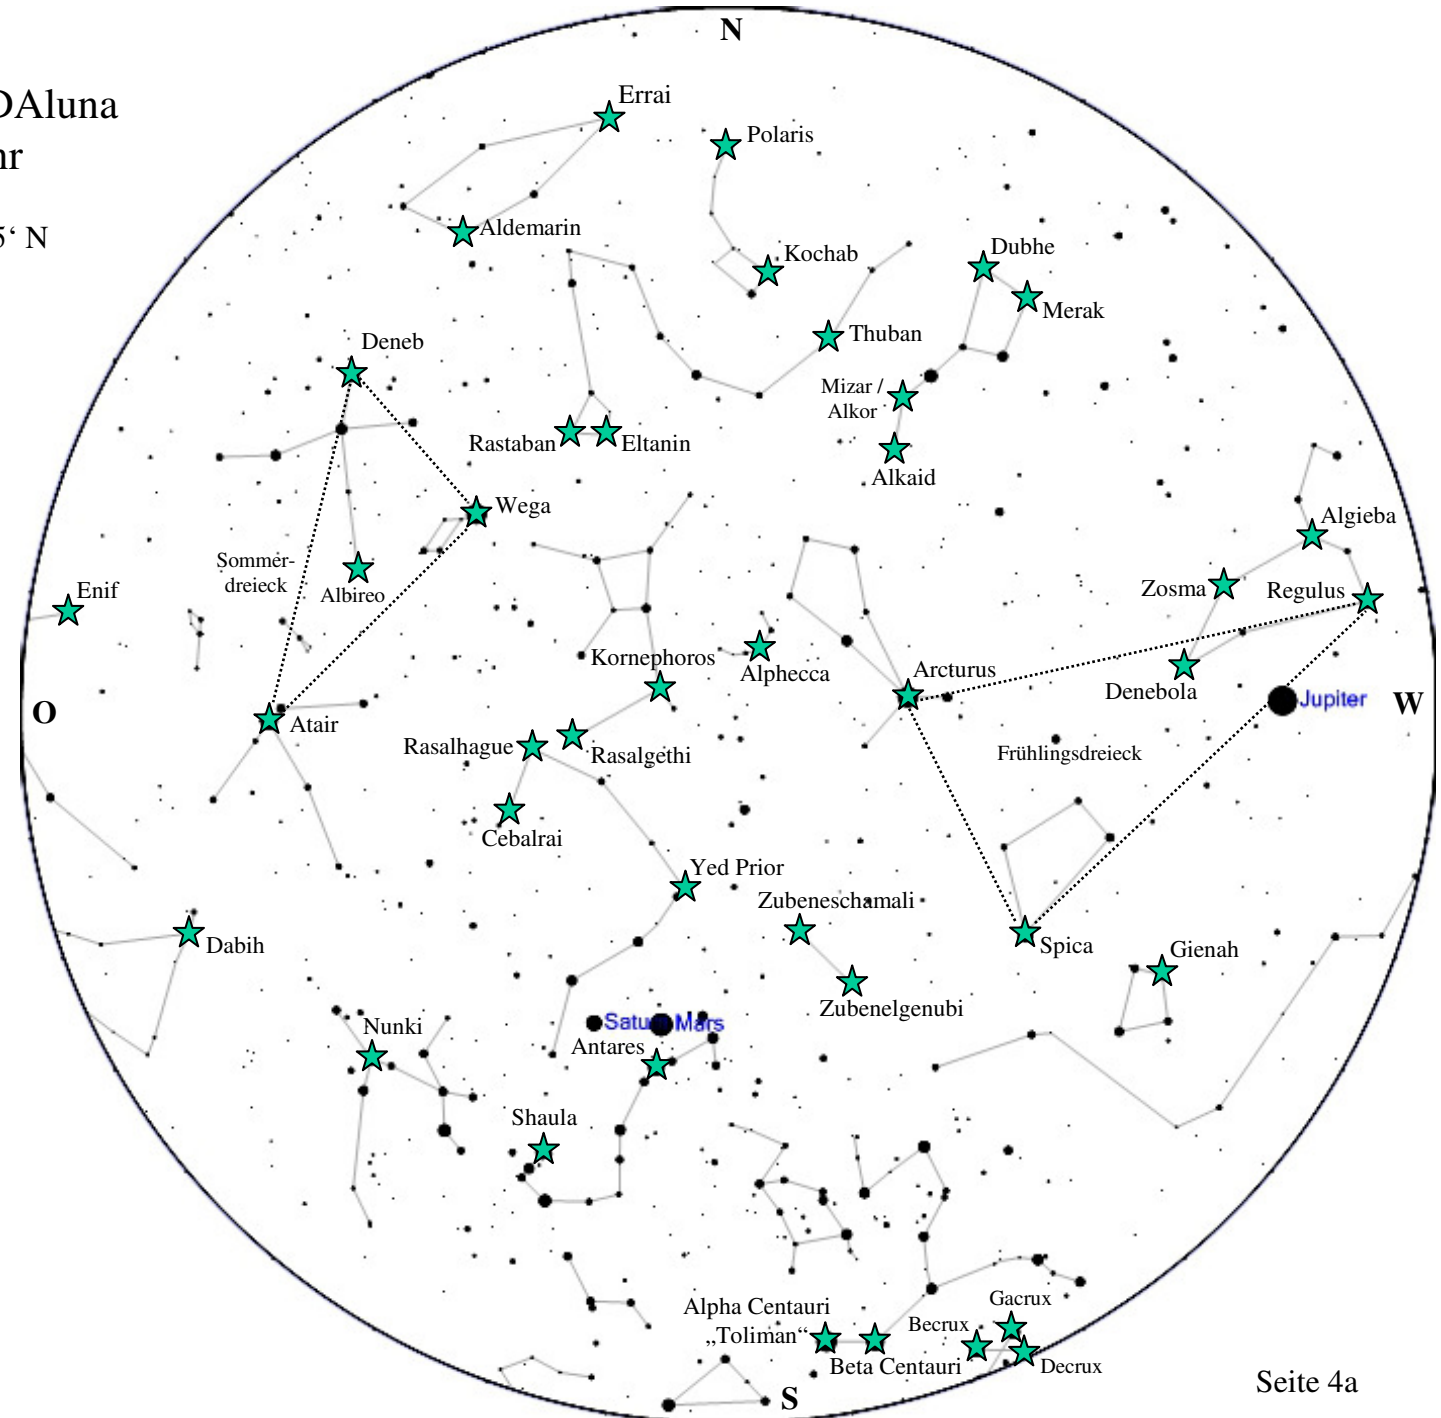 N
Errai
DAluna
Polaris
hr
Aldemarin
5‘ N
Dubhe
Kochab
Merak
Thuban
Deneb
Mizar /
Alkor
Rastaban
Eltanin
Alkaid
Wega
Algieba
Sommer-
dreieck
Zosma
Regulus
Enif
Albireo
Kornephoros
Alphecca
Arcturus
Denebola
O
Jupiter
W
Atair
Rasalhague
Rasalgethi
Frühlingsdreieck
Cebalrai
Yed Prior
Zubeneschamali
Dabih
Spica
Gienah
Zubenelgenubi
Nunki
Saturn
Mars
Antares
Shaula
Gacrux
Alpha Centauri
„Toliman“
Becrux
Beta Centauri
Decrux
Seite 4a
S